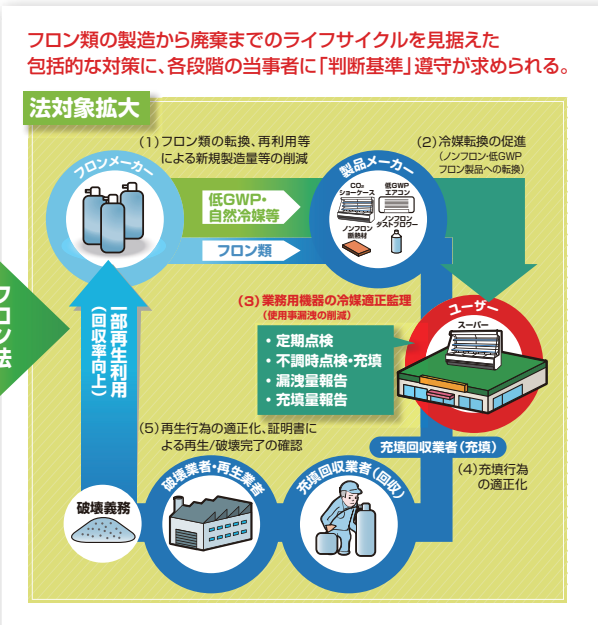 フロン類の製造から廃棄までのライフサイクルを見据えた
包括的な対策に、各段階の当事者に「判断基準」遵守が求められる。
法対象拡大
(1)フロン類の転換、再利用等
による新規製造量等の削減
(2)冷媒転換の促進
(ノンフロン・低GWP
フロン製品への転換)
フロンメーカー
低GWP・
自然冷媒等
フロン類
製品メーカー
CO₂
ショーケース
低GWP
エアコン
ノンフロン
断熱材
ノンフロン
ダストブロワー
フロン法
一部再生利用
(回収率向上)
(3)業務用機器の冷媒適正監理
(使用事漏洩の削減)
・定期点検
・不調時点検・充填
・漏洩量報告
・充填量報告
ユーザー
スーパー
(5)再生行為の適正化、証明書に
よる再生/破壊完了の確認
充填回収業者(充填)
(4)充填行為
の適正化
破壊義務
破壊業者・再生業者
充填回収業者(回収)